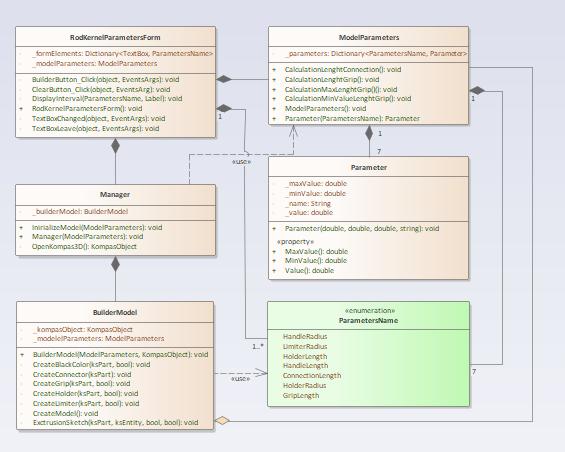 RodKernelParametersForm
_formElements: Dictionary<TextBox, ParametersName>
_modelParameters: ModelParameters
BuilderButton_Click(object, EventsArgs): void
ClearButton_Click(object, EventsArg): void
DisplayInterval(ParametersName, Label): void
+ RodKernelParametersForm(): void
TextBoxChanged(object, EventArgs): void
TextBoxLeave(object, EventsArgs): void
ModelParameters
_parameters: Dictionary<ParametersName, Parameter>
+ CalculationLenghtConnection(): void
+ CalculationLenghtGrip(): void
+ CalculationMaxLenghtGrip()(): void
+ CalculationMinValueLenghtGrip(): void
+ ModelParameters(): void
+ Parameter(ParametersName): Parameter
1
1
1
7
«use»
Parameter
_maxValue: double
_minValue: double
_name: String
_value: double
+ Parameter(double, double, double, string): void
«property»
+ MaxValue(): double
+ MinValue(): double
+ Value(): double
Manager
_builderModel: BuilderModel
+ InirializeModel(ModelParameters): void
+ Manager(ModelParameters): void
OpenKompas3D(): KompasObject
BuilderModel
_kompasObject: KompasObject
_modelelParameters: ModelParameters
+ BuilderModel(ModelParameters, KompasObject): void
CreateBlackColor(ksPart, bool): void
CreateConnector(ksPart): void
CreateGrip(ksPart, bool): void
CreateHolder(ksPart, bool): void
CreateLimiter(ksPart, bool): void
CreateModel(): void
ExctrusionSketch(ksPart, ksEntity, bool, bool): void
«enumeration»
ParametersName
HandleRadius
LimiterRadius
HolderLength
HandleLength
ConnectionLength
HolderRadius
GripLength
1..*
7
«use»